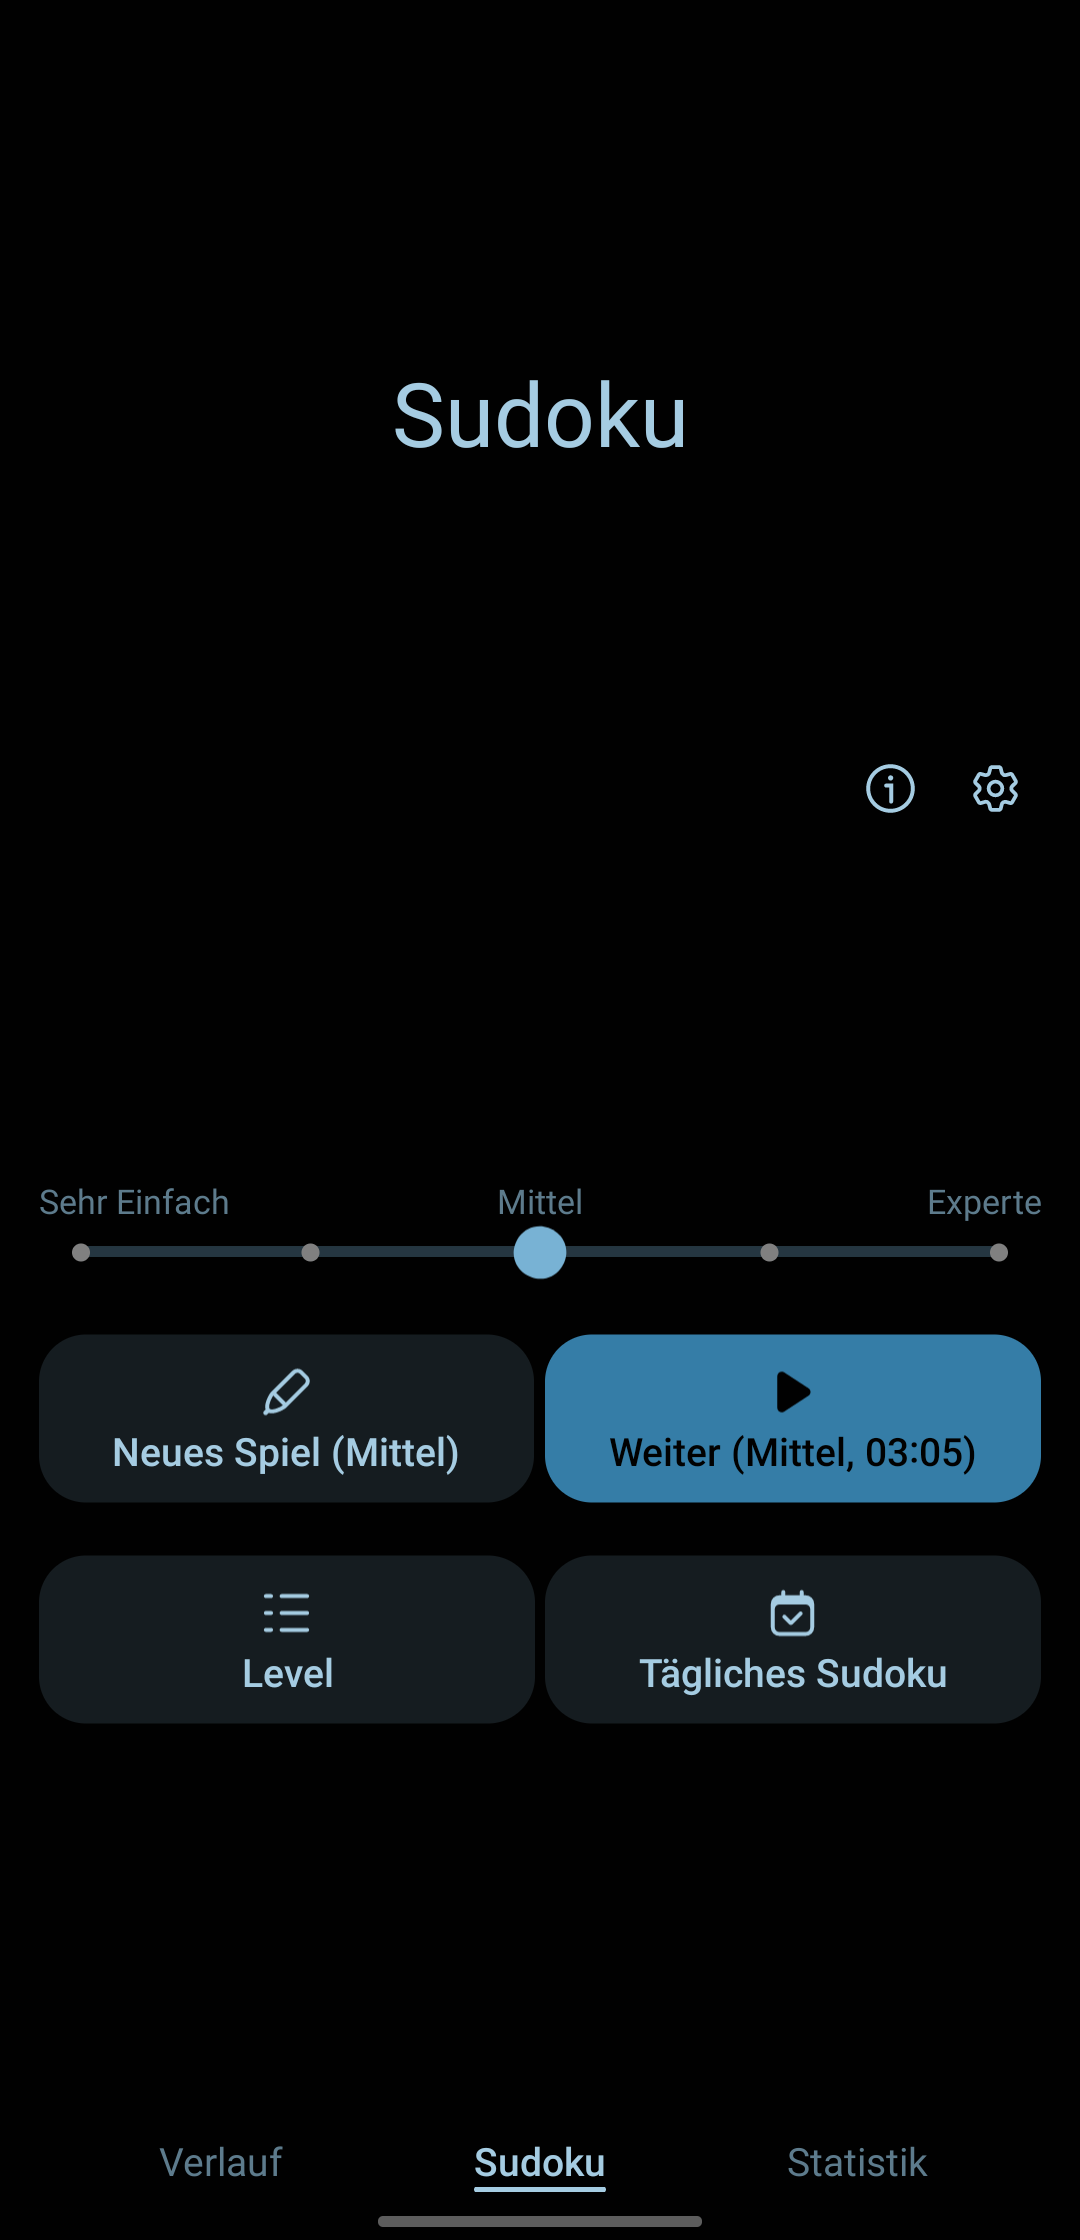 Sudoku
Sehr Einfach
Mittel
Experte
Neues Spiel (Mittel)
Weiter (Mittel, 03:05)
Level
Tägliches Sudoku
Verlauf
Sudoku
Statistik